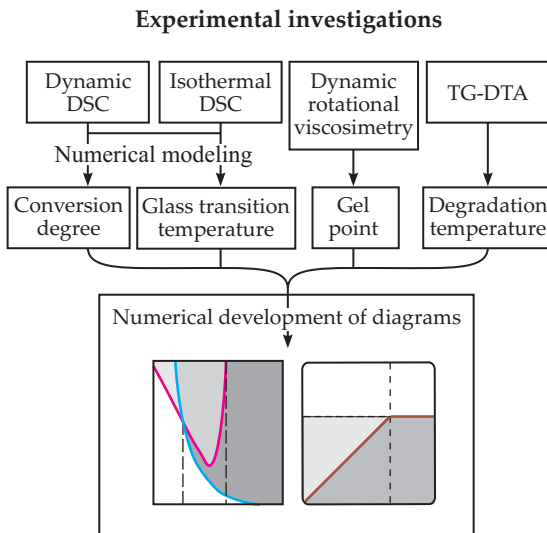 Experimental investigations
Dynamic
DSC
Isothermal
DSC
Dynamic
rotational
viscosimetry
TG-DTA
Numerical modeling
Conversion
degree
Glass transition
temperature
Gel
point
Degradation
temperature
Numerical development of diagrams